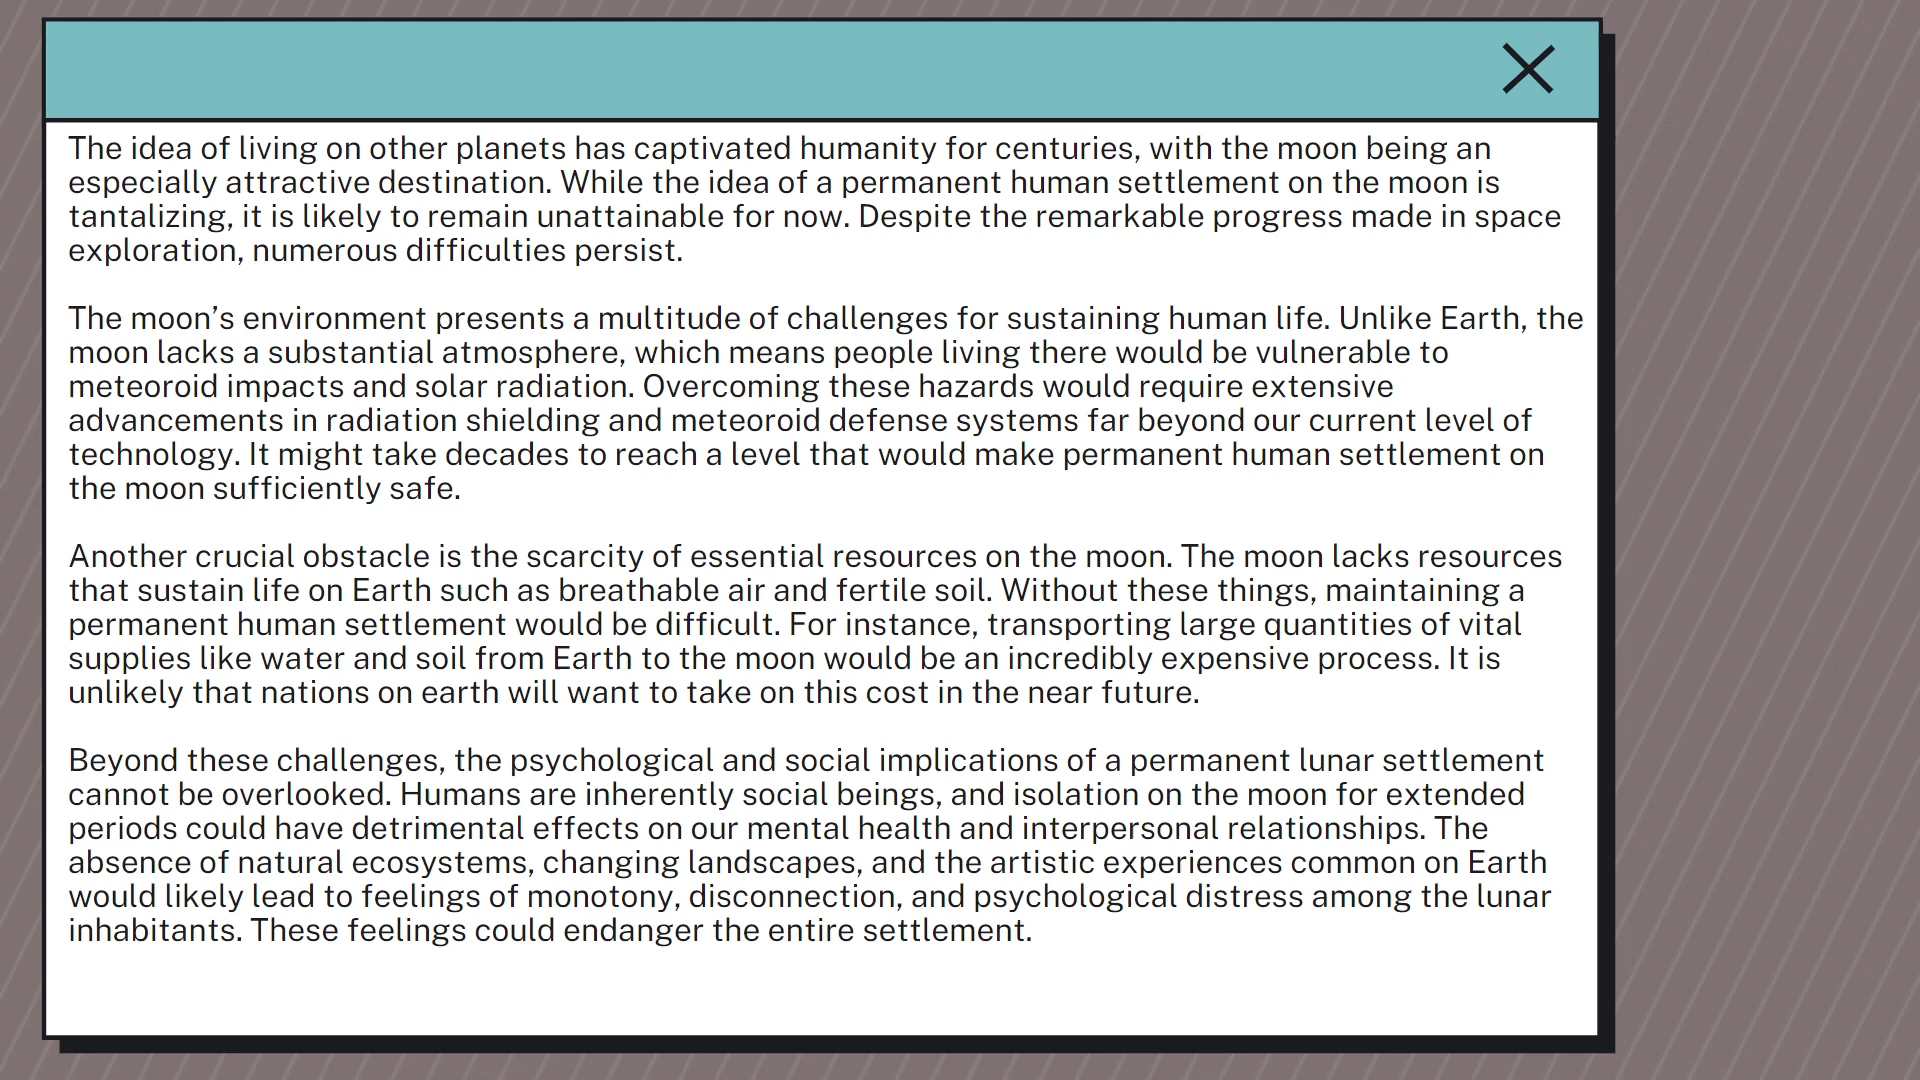 The idea of living on other planets has captivated humanity for centuries, with the moon being an
especially attractive destination. While the idea of a permanent human settlement on the moon is
tantalizing, it is likely to remain unattainable for now. Despite the remarkable progress made in space
exploration, numerous difficulties persist.
The moon’s environment presents a multitude of challenges for sustaining human life. Unlike Earth, the
moon lacks a substantial atmosphere, which means people living there would be vulnerable to
meteoroid impacts and solar radiation. Overcoming these hazards would require extensive
advancements in radiation shielding and meteoroid defense systems far beyond our current level of
technology. It might take decades to reach a level that would make permanent human settlement on
the moon sufficiently safe.
Another crucial obstacle is the scarcity of essential resources on the moon. The moon lacks resources
that sustain life on Earth such as breathable air and fertile soil. Without these things, maintaining a
permanent human settlement would be difficult. For instance, transporting large quantities of vital
supplies like water and soil from Earth to the moon would be an incredibly expensive process. It is
unlikely that nations on earth will want to take on this cost in the near future.
Beyond these challenges, the psychological and social implications of a permanent lunar settlement
cannot be overlooked. Humans are inherently social beings, and isolation on the moon for extended
periods could have detrimental effects on our mental health and interpersonal relationships. The
absence of natural ecosystems, changing landscapes, and the artistic experiences common on Earth
would likely lead to feelings of monotony, disconnection, and psychological distress among the lunar
inhabitants. These feelings could endanger the entire settlement.